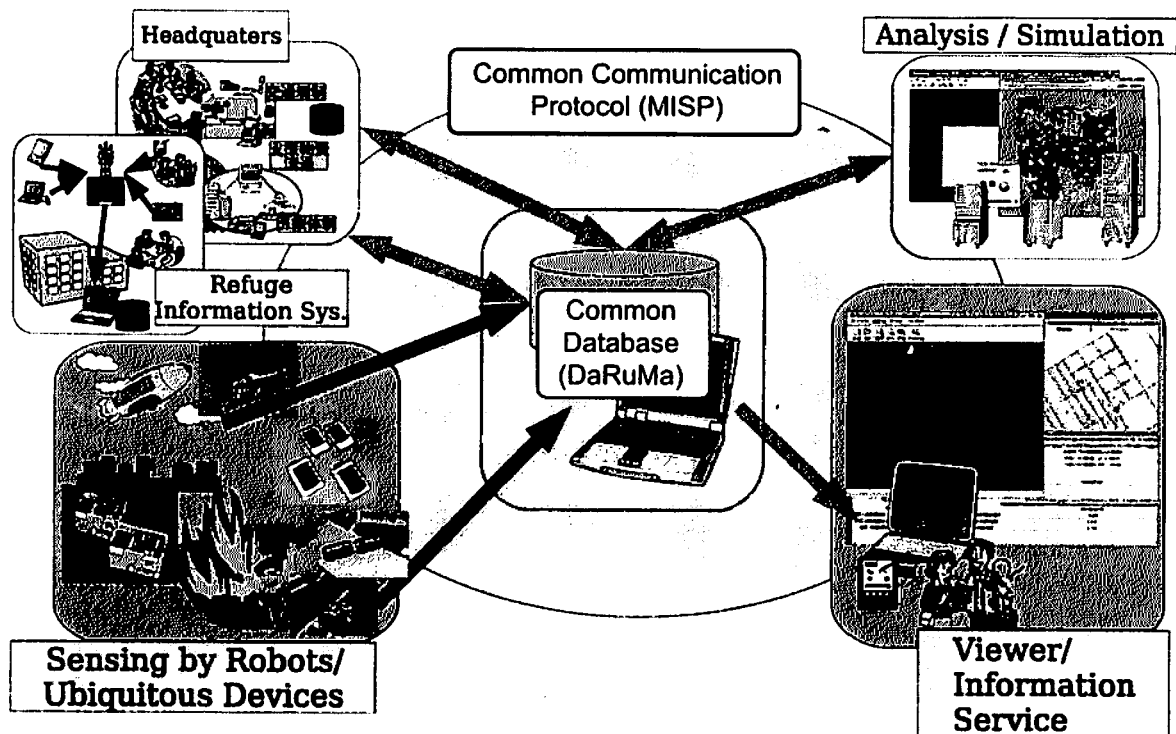 Headquaters
Common Communication
Protocol (MISP)
Analysis / Simulation
Refuge
Information Sys.
Common
Database
(DaRuMa)
Sensing by Robots/
Ubiquitous Devices
Viewer/
Information
Service